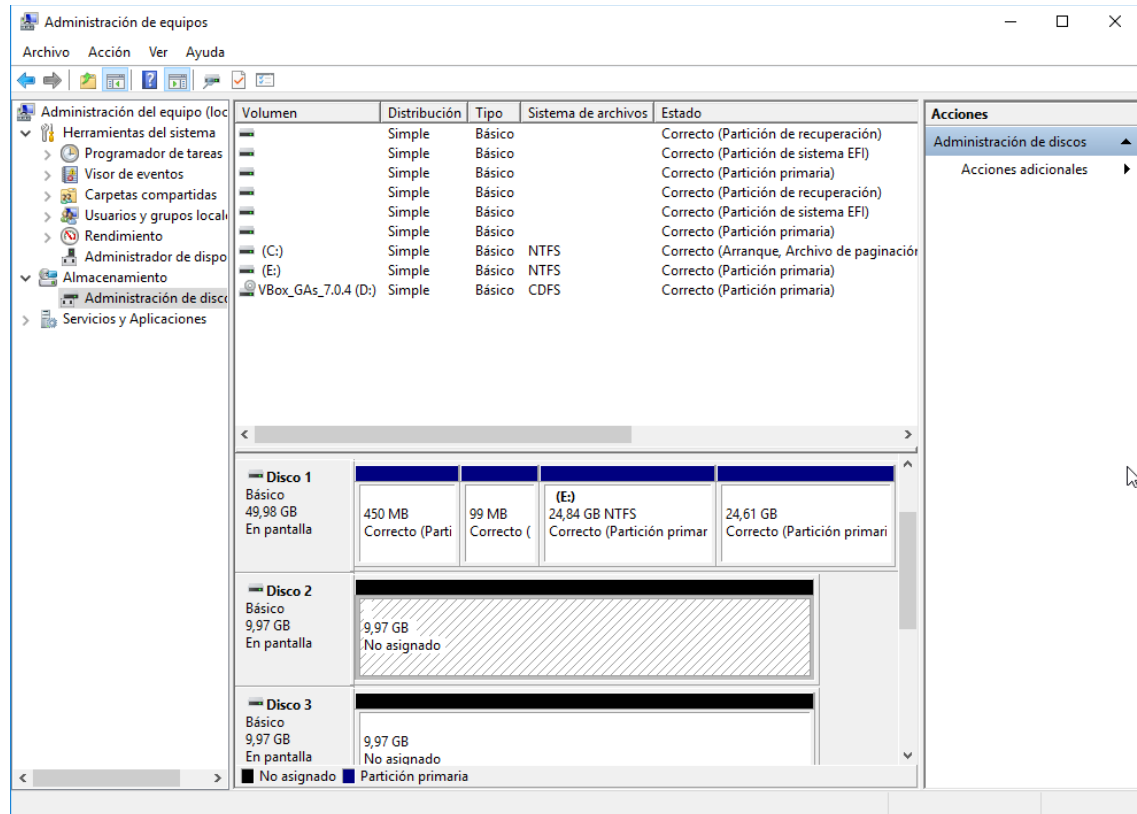 Administración de equipos
Archivo Acción Ver Ayuda
Administración del equipo (loc
Herramientas del sistema
Programador de tareas
Visor de eventos
Carpetas compartidas
Usuarios y grupos local
Rendimiento
Administrador de dispo
Almacenamiento
Administración de disco
Servicios y Aplicaciones
Volumen Distribución Tipo Sistema de archivos Estado
Simple Básico Correcto (Partición de recuperación)
Simple Básico Correcto (Partición de sistema EFI)
Simple Básico Correcto (Partición primaria)
Simple Básico Correcto (Partición de recuperación)
Simple Básico Correcto (Partición de sistema EFI)
Simple Básico Correcto (Partición primaria)
(C:) Simple Básico NTFS Correcto (Arranque, Archivo de paginación
(E:) Simple Básico NTFS Correcto (Partición primaria)
VBox_GAs_7.0.4 (D:) Simple Básico CDFS Correcto (Partición primaria)
Disco 1
Básico
49,98 GB
En pantalla
450 MB
Correcto (Parti
99 MB
Correcto (
(E:)
24,84 GB NTFS
Correcto (Partición primar
24,61 GB
Correcto (Partición primari
Disco 2
Básico
9,97 GB
En pantalla
9,97 GB
No asignado
Disco 3
Básico
9,97 GB
En pantalla
9,97 GB
No asignado
No asignado Partición primaria
Acciones
Administración de discos
Acciones adicionales